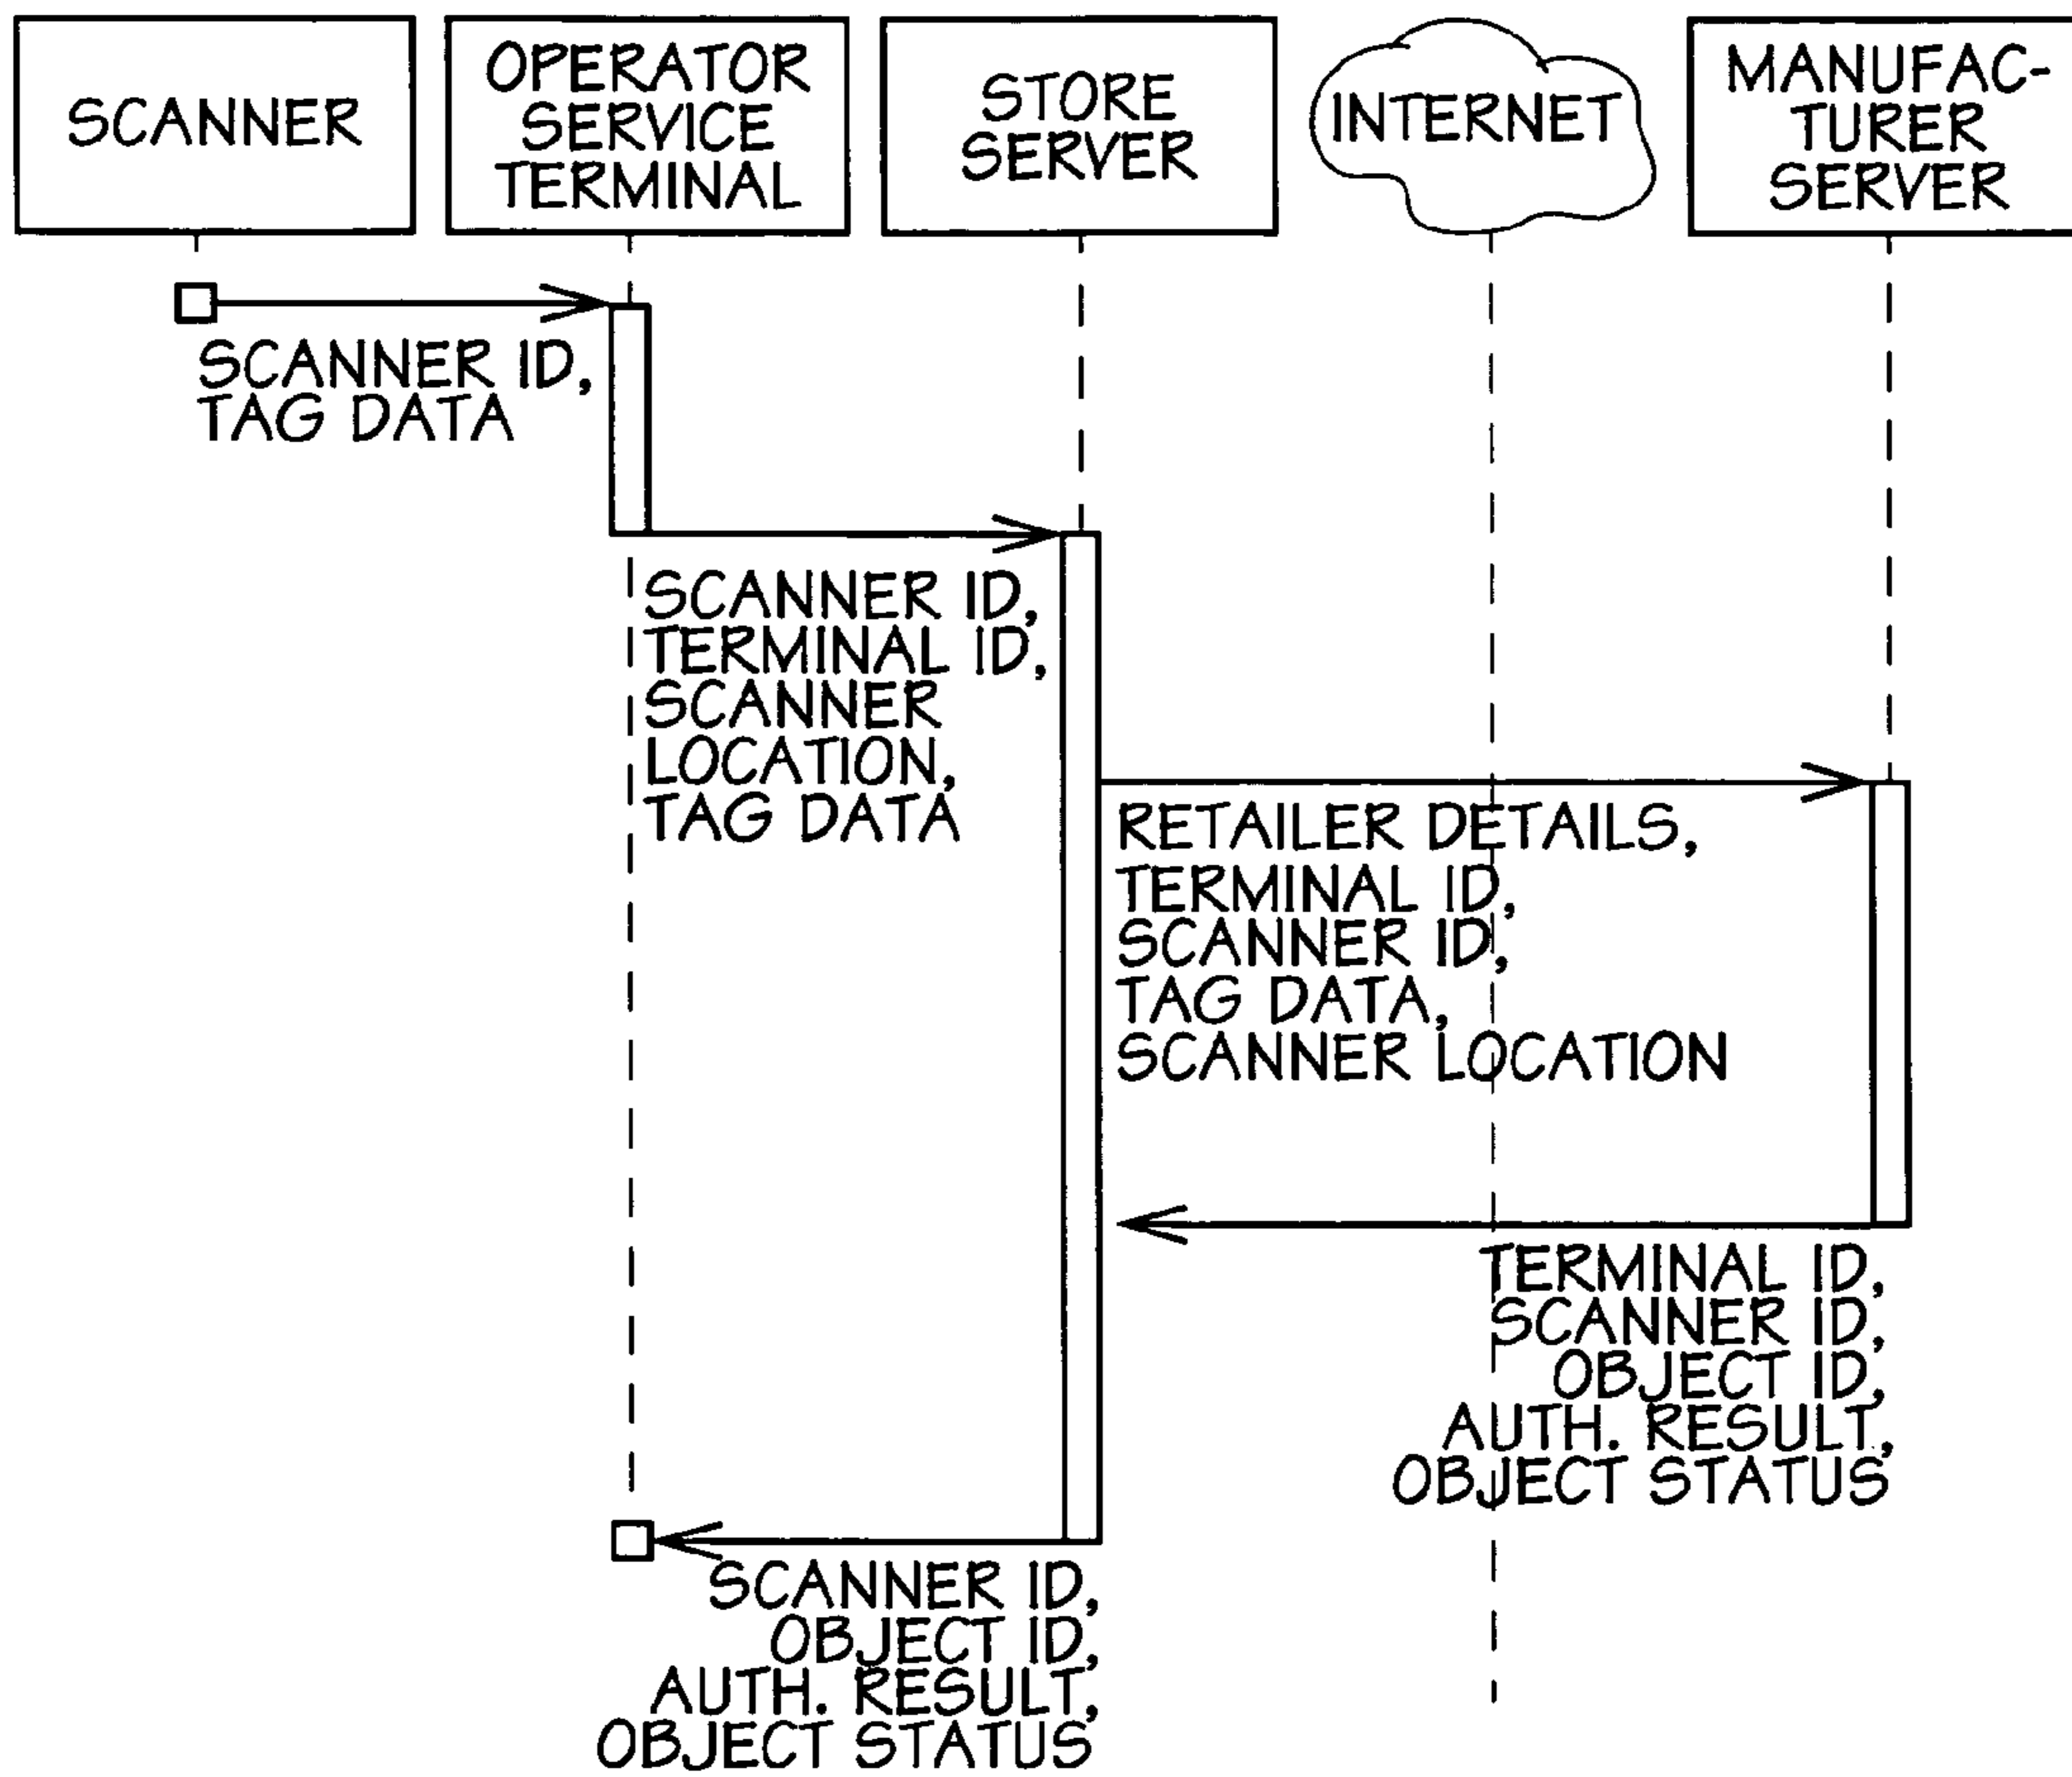 SCANNER
OPERATOR
SERVICE
TERMINAL
STORE
SERVER
INTERNET
MANUFAC-
TURER
SERVER
SCANNER ID,
TAG DATA
SCANNER ID,
TERMINAL ID,
SCANNER
LOCATION,
TAG DATA
RETAILER DETAILS,
TERMINAL ID,
SCANNER ID,
TAG DATA,
SCANNER LOCATION
TERMINAL ID,
SCANNER ID,
OBJECT ID,
AUTH. RESULT,
OBJECT STATUS
SCANNER ID,
OBJECT ID,
AUTH. RESULT,
OBJECT STATUS